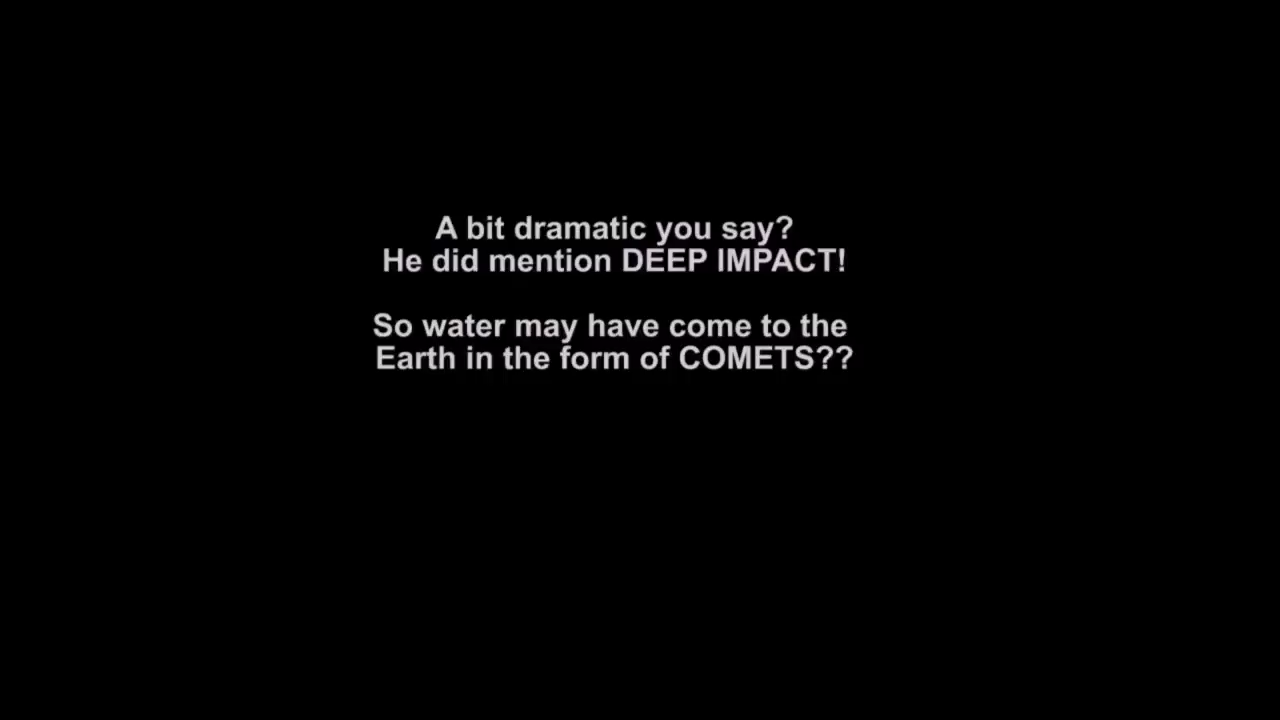 A bit dramatic you say?
He did mention DEEP IMPACT!
So water may have come to the
Earth in the form of COMETS??